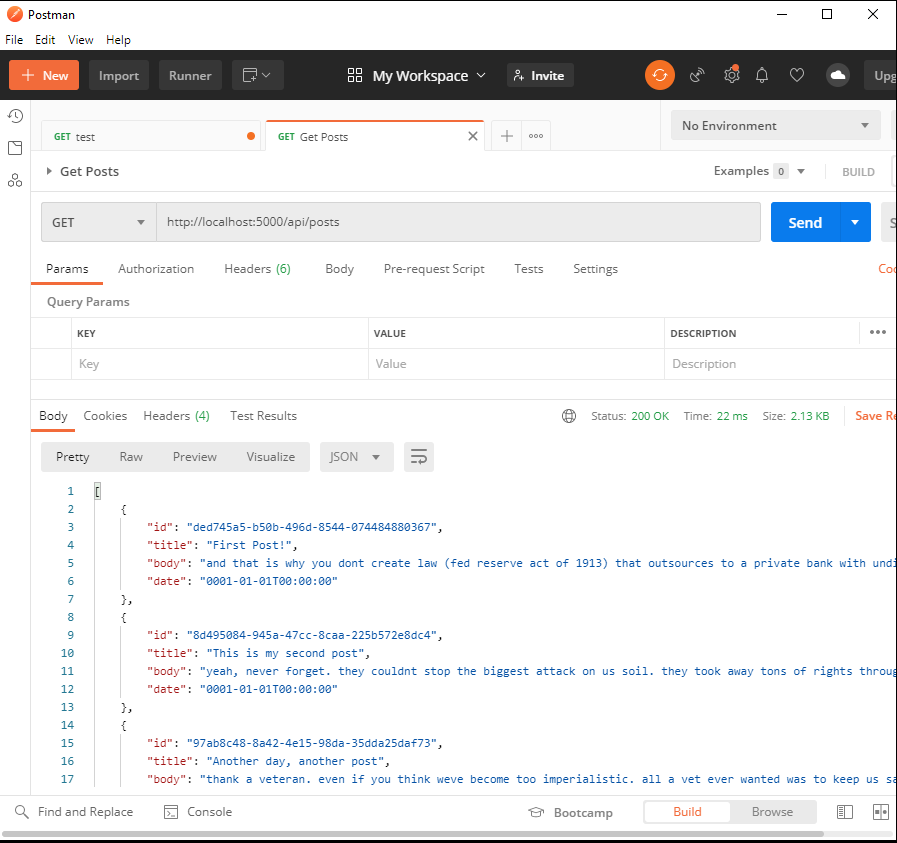 Postman
File Edit View Help
+ New Import Runner My Workspace Invite Upg
GET test GET Get Posts No Environment
Get Posts Examples 0 BUILD
GET http://localhost:5000/api/posts Send S
Params Authorization Headers (6) Body Pre-request Script Tests Settings Coo
Query Params
KEY VALUE DESCRIPTION
Key Value Description
Body Cookies Headers (4) Test Results Status: 200 OK Time: 22 ms Size: 2.13 KB Save Re
Pretty Raw Preview Visualize JSON
1 [
2 {
3 "id": "ded745a5-b50b-496d-8544-074484880367",
4 "title": "First Post!",
5 "body": "and that is why you dont create law (fed reserve act of 1913) that outsources to a private bank with undi
6 "date": "0001-01-01T00:00:00"
7 },
8 {
9 "id": "8d495084-945a-47cc-8caa-225b572e8dc4",
10 "title": "This is my second post",
11 "body": "yeah, never forget. they couldnt stop the biggest attack on us soil. they took away tons of rights throug
12 "date": "0001-01-01T00:00:00"
13 },
14 {
15 "id": "97ab8c48-8a42-4e15-98da-35dda25daf73",
16 "title": "Another day, another post",
17 "body": "thank a veteran. even if you think weve become too imperialistic. all a vet ever wanted was to keep us sa
Find and Replace Console Bootcamp Build Browse